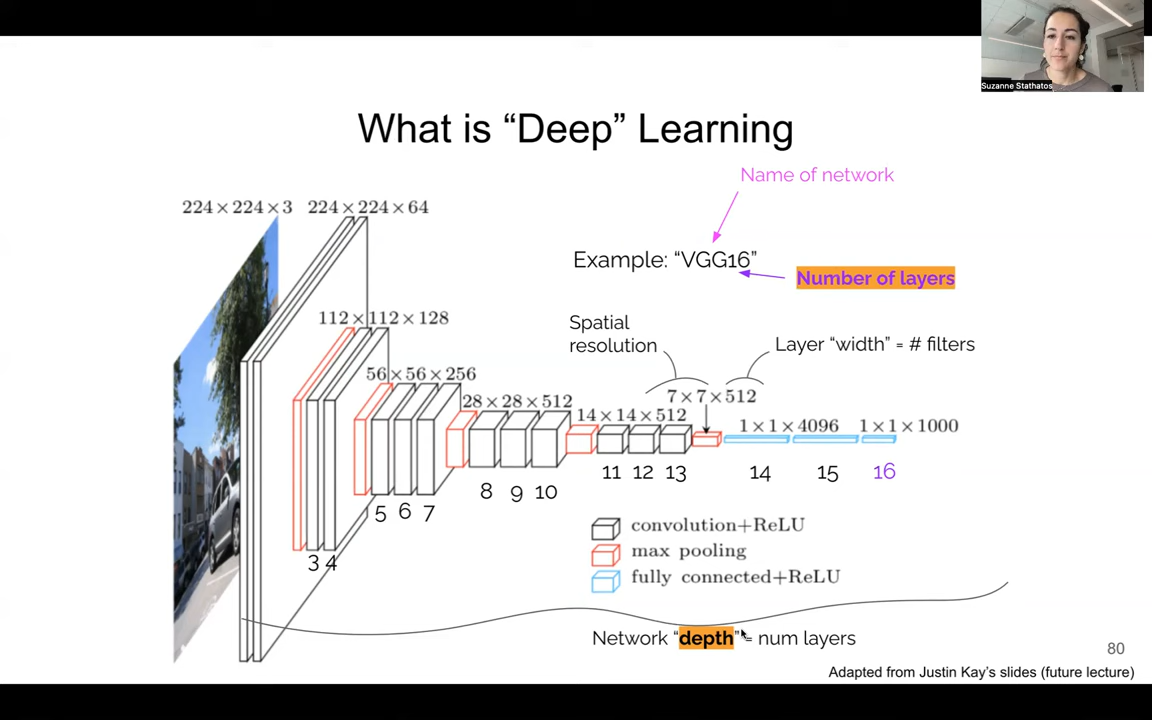 Suzanne Stathatos
What is “Deep” Learning
Name of network
224×224×3
224×224×64
Example: “VGG16”
Number of layers
112×112×128
Spatial
resolution
Layer “width” = # filters
56×56×256
7×7×512
28×28×512
14×14×512
1×1×4096
1×1×1000
3
4
5
6
7
8
9
10
11
12
13
14
15
16
convolution+ReLU
max pooling
fully connected+ReLU
Network “depth” = num layers
80
Adapted from Justin Kay’s slides (future lecture)